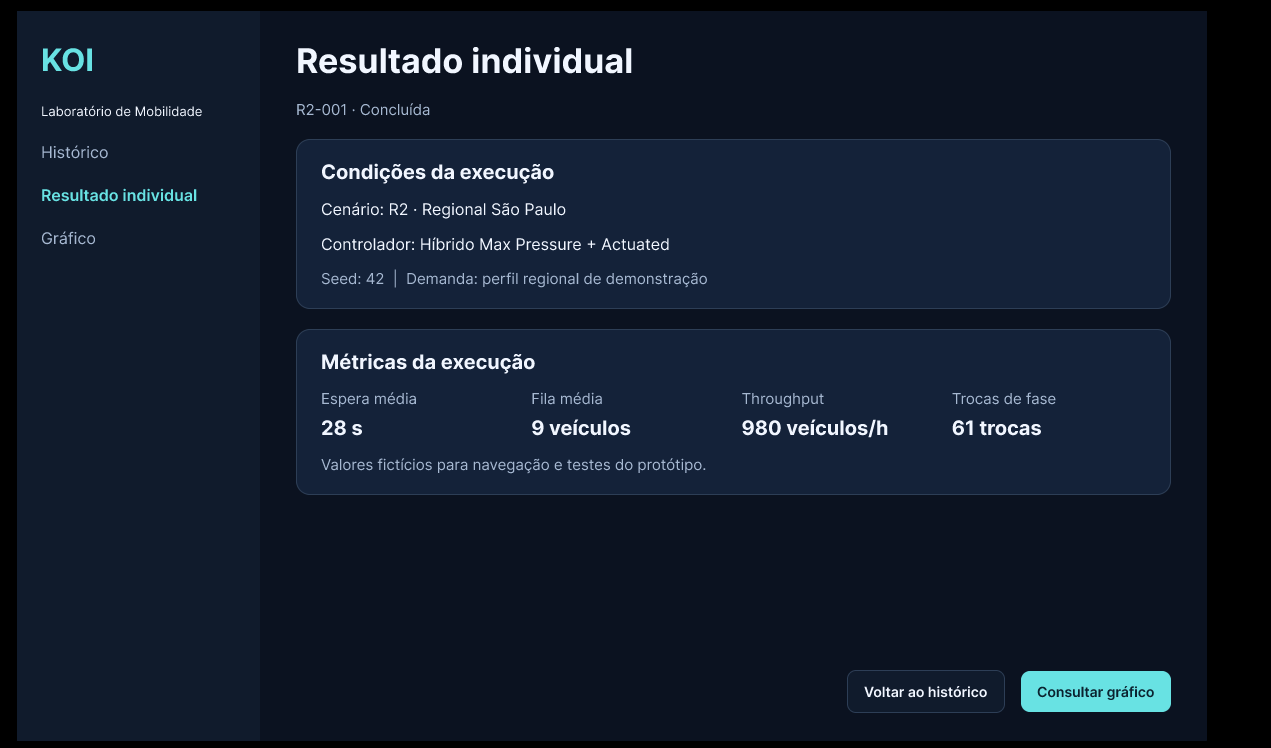 KOI
Laboratório de Mobilidade
Histórico
Resultado individual
Gráfico
Resultado individual
R2-001 · Concluída
Condições da execução
Cenário: R2 · Regional São Paulo
Controlador: Híbrido Max Pressure + Actuated
Seed: 42 | Demanda: perfil regional de demonstração
Métricas da execução
Espera média Fila média Throughput Trocas de fase
28 s 9 veículos 980 veículos/h 61 trocas
Valores fictícios para navegação e testes do protótipo.
Voltar ao histórico Consultar gráfico